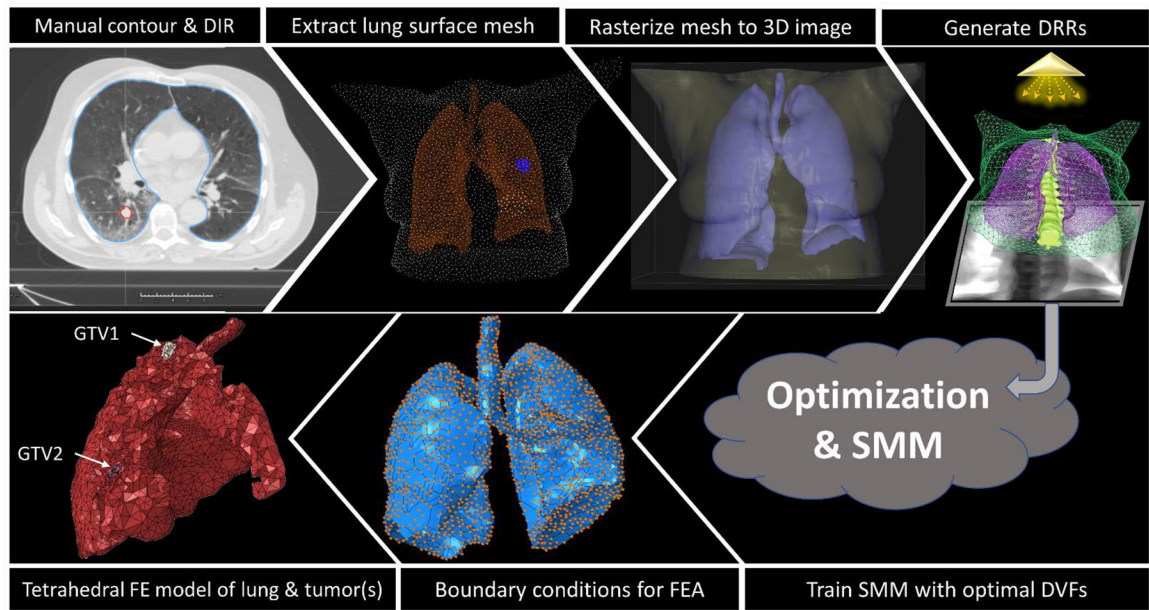 Manual contour & DIR
Extract lung surface mesh
Rasterize mesh to 3D image
Generate DRRs
GTV1
GTV2
Optimization
& SMM
Tetrahedral FE model of lung & tumor(s)
Boundary conditions for FEA
Train SMM with optimal DVFs